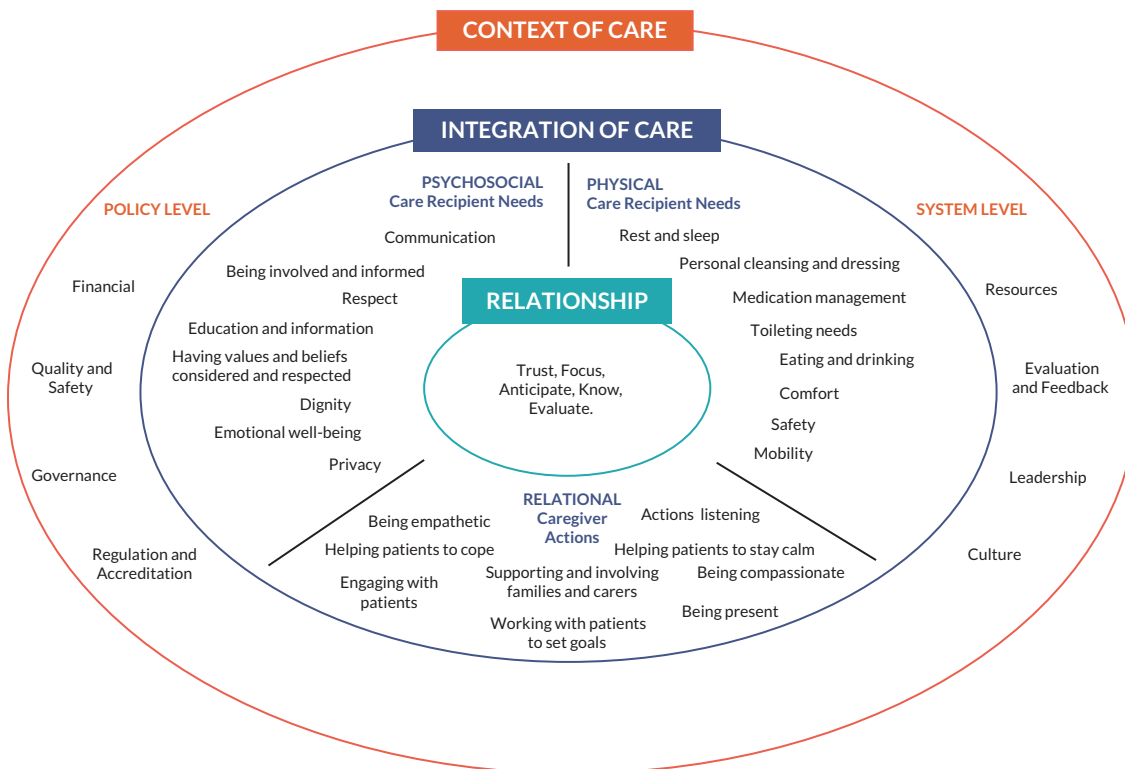 CONTEXT OF CARE
INTEGRATION OF CARE
PSYCHOSOCIAL
Care Recipient Needs
Communication
Being involved and informed
Respect
Education and information
Having values and beliefs
considered and respected
Dignity
Emotional well-being
Privacy
PHYSICAL
Care Recipient Needs
Rest and sleep
Personal cleansing and dressing
Medication management
Toileting needs
Eating and drinking
Comfort
Safety
Mobility
RELATIONSHIP
Trust, Focus,
Anticipate, Know,
Evaluate.
RELATIONAL
Caregiver
Actions
Being empathetic
Actions listening
Helping patients to cope
Helping patients to stay calm
Engaging with
patients
Supporting and involving
families and carers
Being compassionate
Being present
Working with patients
to set goals
POLICY LEVEL
Financial
Quality and
Safety
Governance
Regulation and
Accreditation
SYSTEM LEVEL
Resources
Evaluation
and Feedback
Leadership
Culture